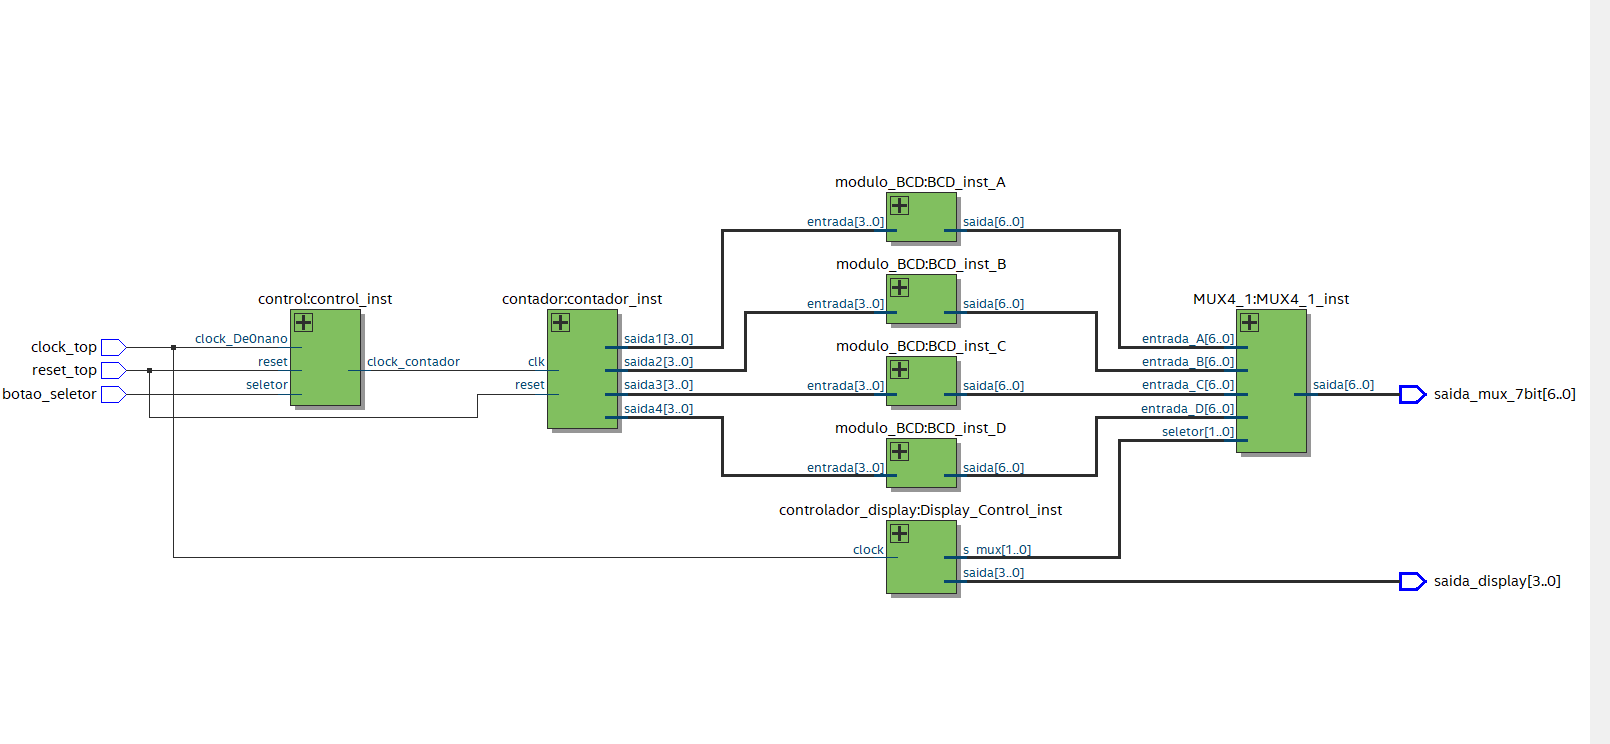 clock_top
reset_top
botao_seletor
control:control_inst
clock_De0nano
reset
seletor
clock_contador
contador:contador_inst
clk
reset
saida1[3..0]
saida2[3..0]
saida3[3..0]
saida4[3..0]
modulo_BCD:BCD_inst_A
entrada[3..0]
saida[6..0]
modulo_BCD:BCD_inst_B
entrada[3..0]
saida[6..0]
modulo_BCD:BCD_inst_C
entrada[3..0]
saida[6..0]
modulo_BCD:BCD_inst_D
entrada[3..0]
saida[6..0]
controlador_display:Display_Control_inst
clock
s_mux[1..0]
saida[3..0]
MUX4_1:MUX4_1_inst
entrada_A[6..0]
entrada_B[6..0]
entrada_C[6..0]
entrada_D[6..0]
seletor[1..0]
saida[6..0]
saida_mux_7bit[6..0]
saida_display[3..0]